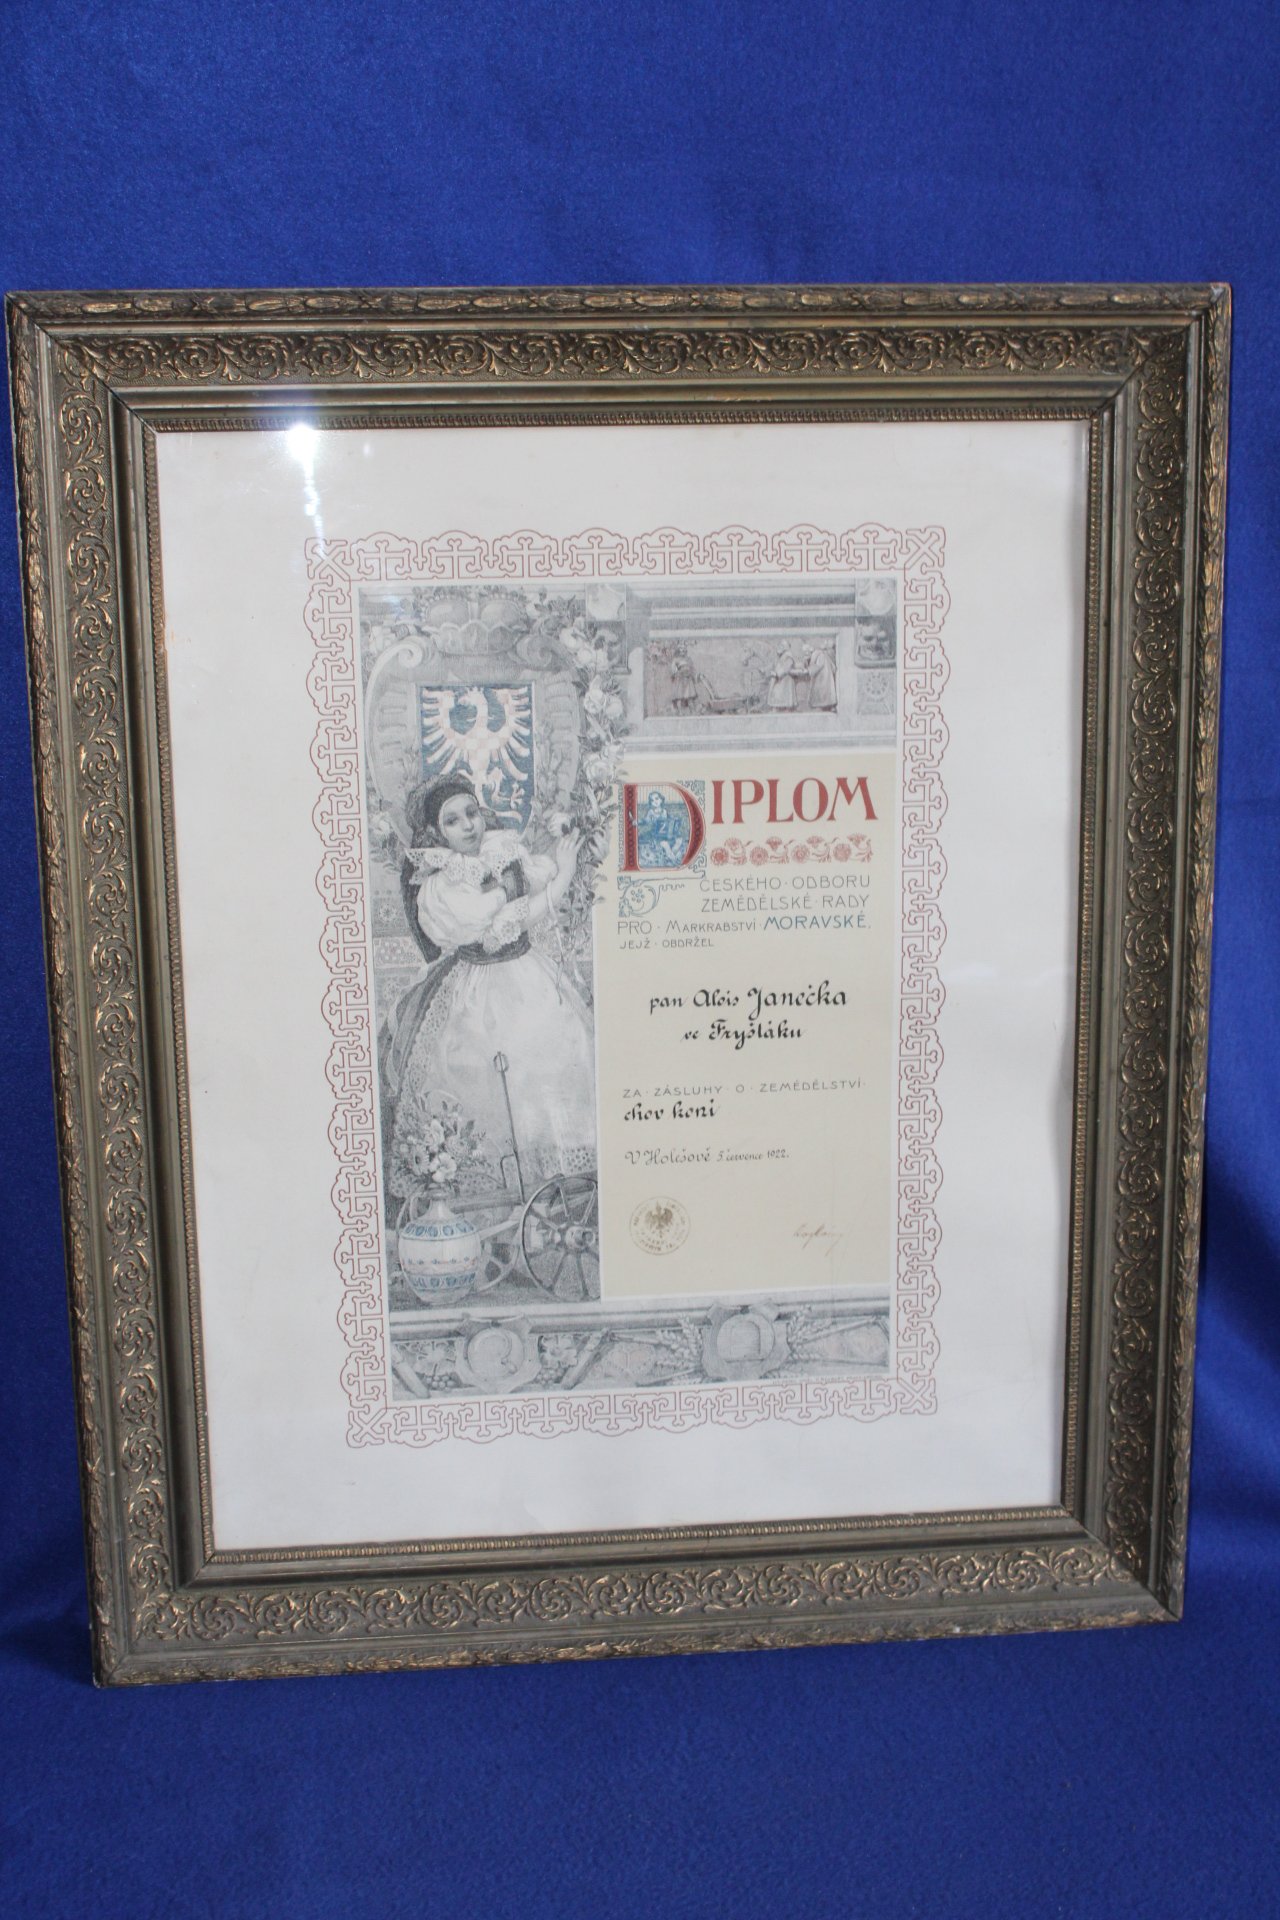 DIPLOM
ČESKÉHO · ODBORU
ZEMĚDĚLSKÉ · RADY
PRO · MARKRABSTVÍ · MORAVSKÉ,
JEJŽ · OBDRŽEL
pan Alois Janečka
ve Fryštáku
ZA · ZÁSLUHY · O · ZEMĚDĚLSTVÍ ·
chov koní
V Holešově 5. července 1922.